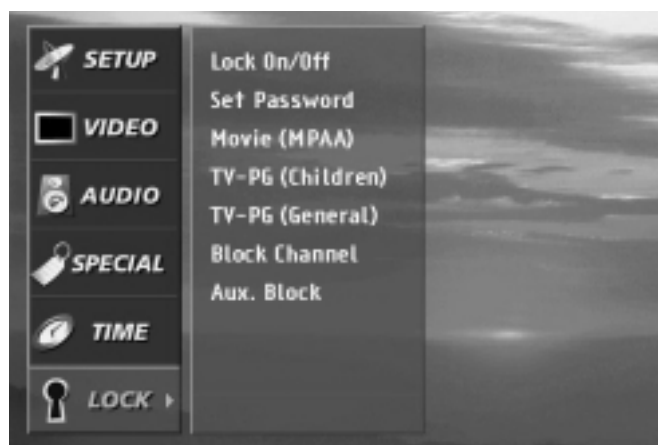 SETUP
VIDEO
AUDIO
SPECIAL
TIME
LOCK
Lock On/Off
Set Password
Movie (MPAA)
TV-PG (Children)
TV-PG (General)
Block Channel
Aux. Block